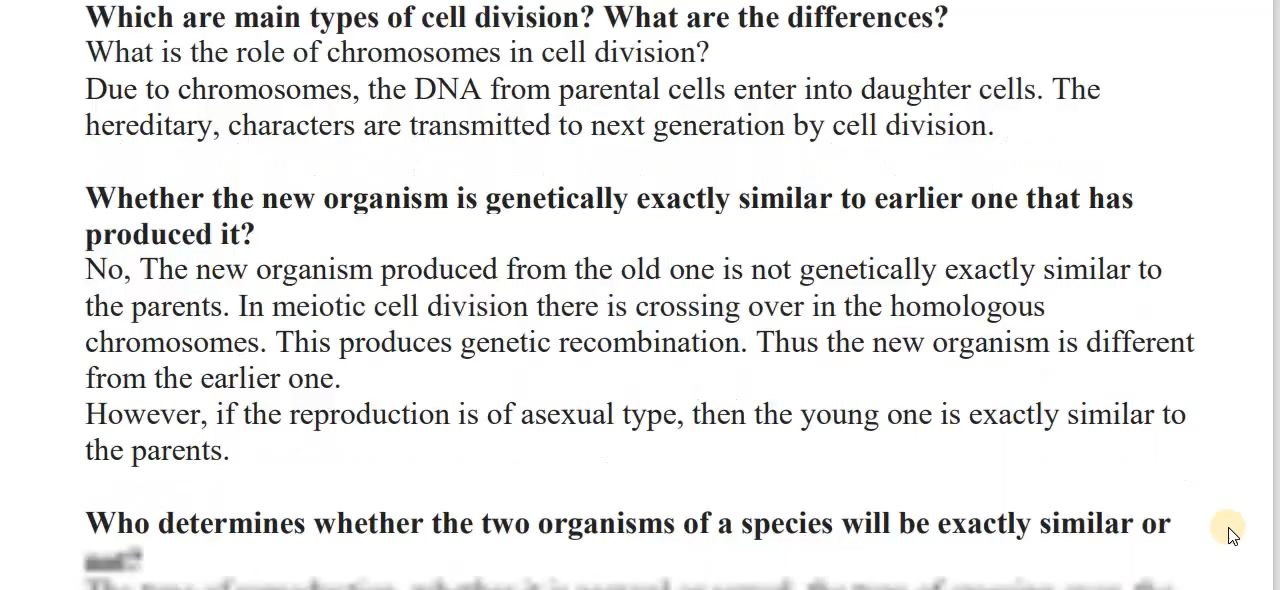 Which are main types of cell division? What are the differences?
What is the role of chromosomes in cell division?
Due to chromosomes, the DNA from parental cells enter into daughter cells. The
hereditary, characters are transmitted to next generation by cell division.
Whether the new organism is genetically exactly similar to earlier one that has
produced it?
No, The new organism produced from the old one is not genetically exactly similar to
the parents. In meiotic cell division there is crossing over in the homologous
chromosomes. This produces genetic recombination. Thus the new organism is different
from the earlier one.
However, if the reproduction is of asexual type, then the young one is exactly similar to
the parents.
Who determines whether the two organisms of a species will be exactly similar or
not?